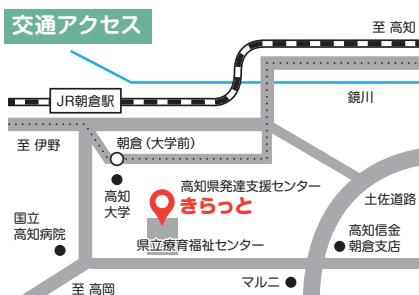 交通アクセス
至 高知
JR朝倉駅
鏡川
至 伊野
朝倉（大学前）
高知
大学
高知県発達支援センター
きらっと
土佐道路
国立
高知病院
県立療育福祉センター
高知信金
朝倉支店
至 高岡
マルニ